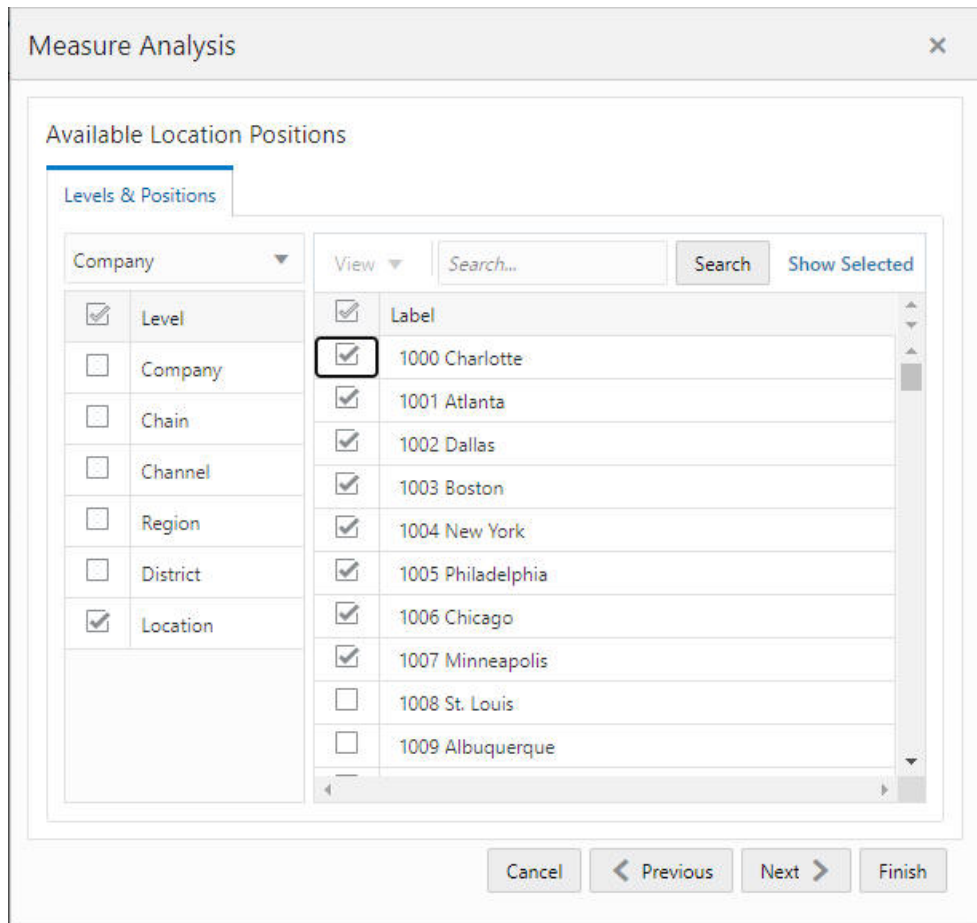 Measure Analysis
Available Location Positions
Levels & Positions
Company
View
Search...
Search
Show Selected
Level
Company
Chain
Channel
Region
District
Location
Label
1000 Charlotte
1001 Atlanta
1002 Dallas
1003 Boston
1004 New York
1005 Philadelphia
1006 Chicago
1007 Minneapolis
1008 St. Louis
1009 Albuquerque
Cancel
Previous
Next
Finish